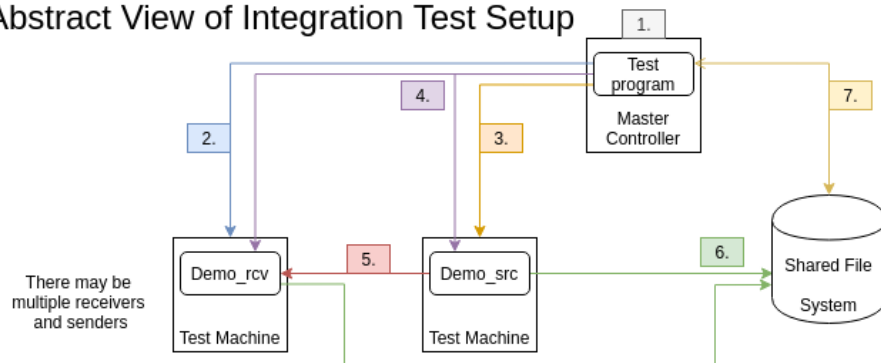 Abstract View of Integration Test Setup
1.
Test
program
Master
Controller
2.
4.
3.
7.
There may be
multiple receivers
and senders
Demo_rcv
Test Machine
5.
Demo_src
Test Machine
6.
Shared File
System